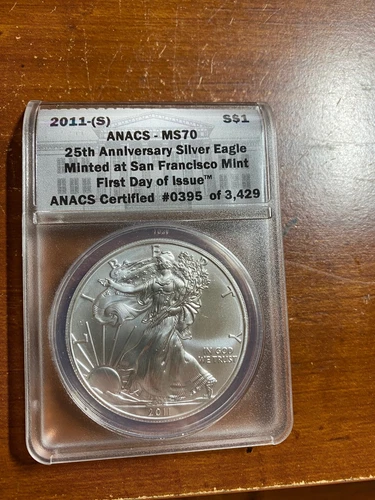 2011-(S) S$1
ANACS - MS70
25th Anniversary Silver Eagle
Minted at San Francisco Mint
First Day of Issue™
ANACS Certified #0395 of 3,429
LIBERTY
IN GOD
WE TRUST
2011